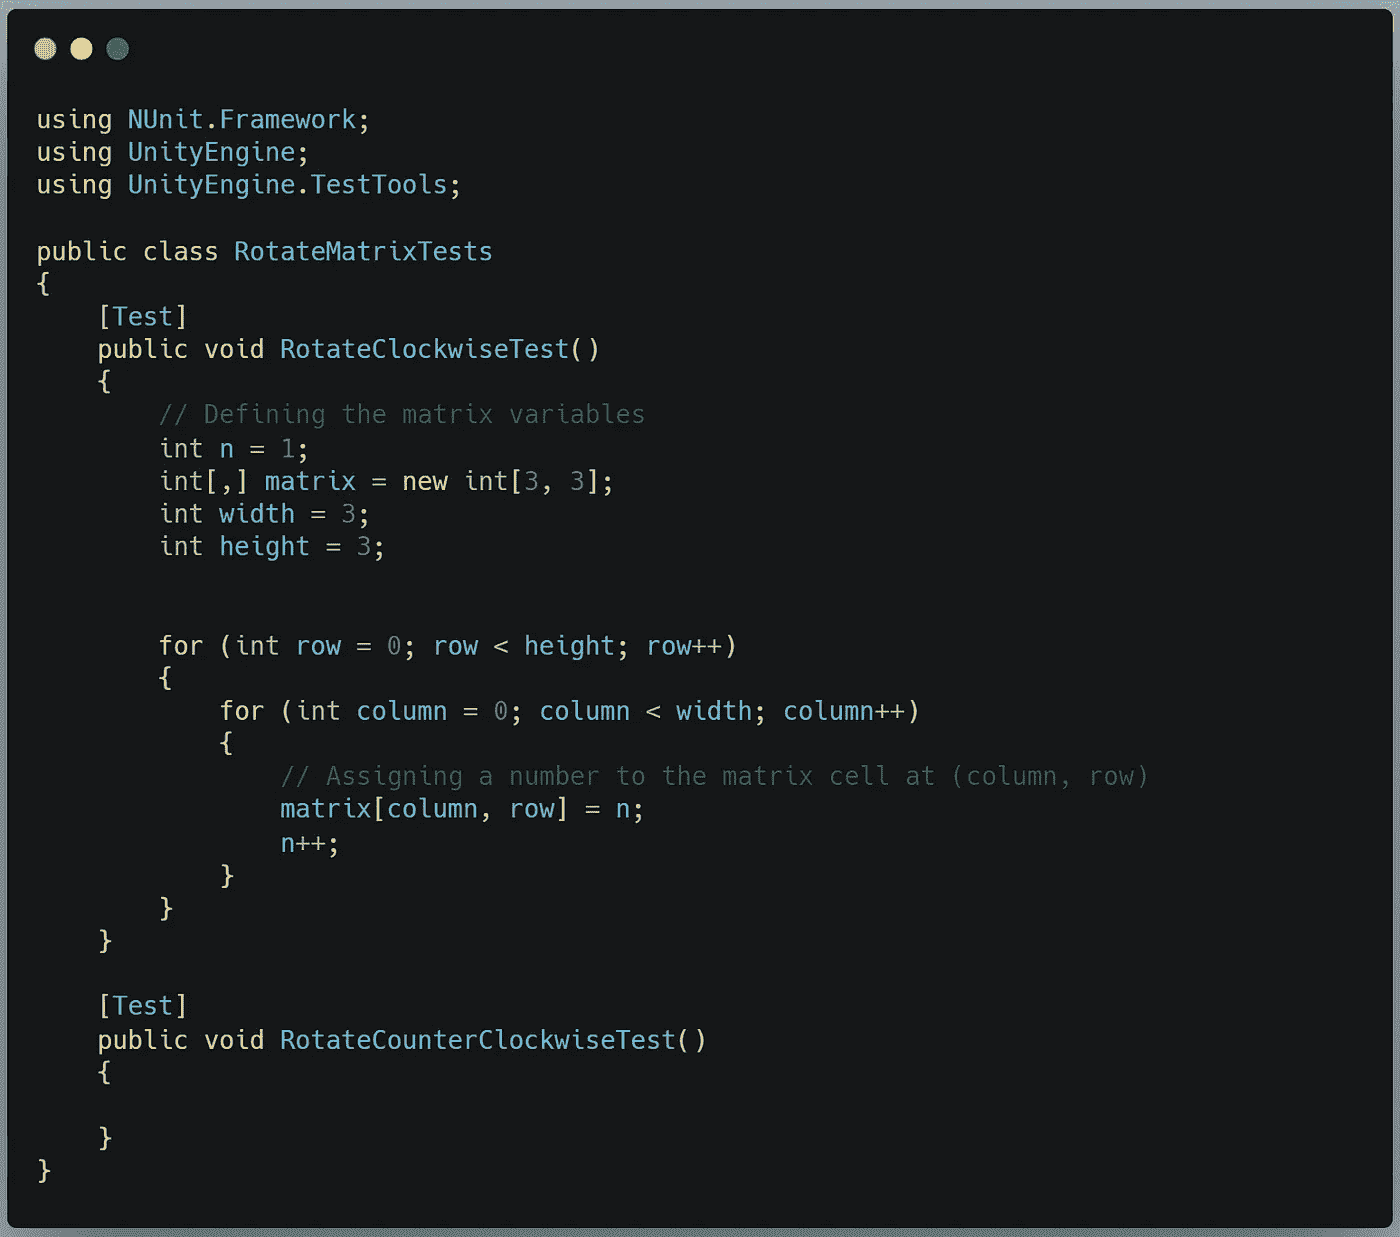 using NUnit.Framework;
using UnityEngine;
using UnityEngine.TestTools;

public class RotateMatrixTests
{
    [Test]
    public void RotateClockwiseTest()
    {
        // Defining the matrix variables
        int n = 1;
        int[,] matrix = new int[3, 3];
        int width = 3;
        int height = 3;


        for (int row = 0; row < height; row++)
        {
            for (int column = 0; column < width; column++)
            {
                // Assigning a number to the matrix cell at (column, row)
                matrix[column, row] = n;
                n++;
            }
        }
    }

    [Test]
    public void RotateCounterClockwiseTest()
    {

    }
}